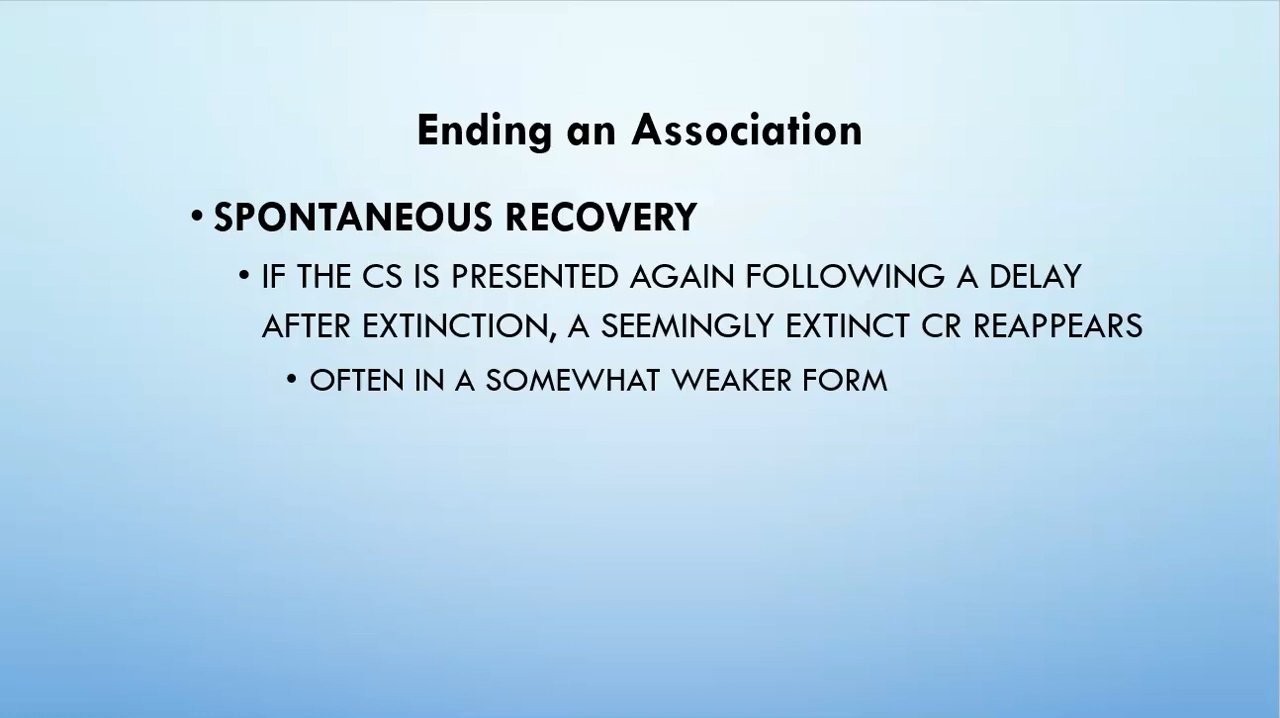 Ending an Association
• SPONTANEOUS RECOVERY
• IF THE CS IS PRESENTED AGAIN FOLLOWING A DELAY
AFTER EXTINCTION, A SEEMINGLY EXTINCT CR REAPPEARS
• OFTEN IN A SOMEWHAT WEAKER FORM